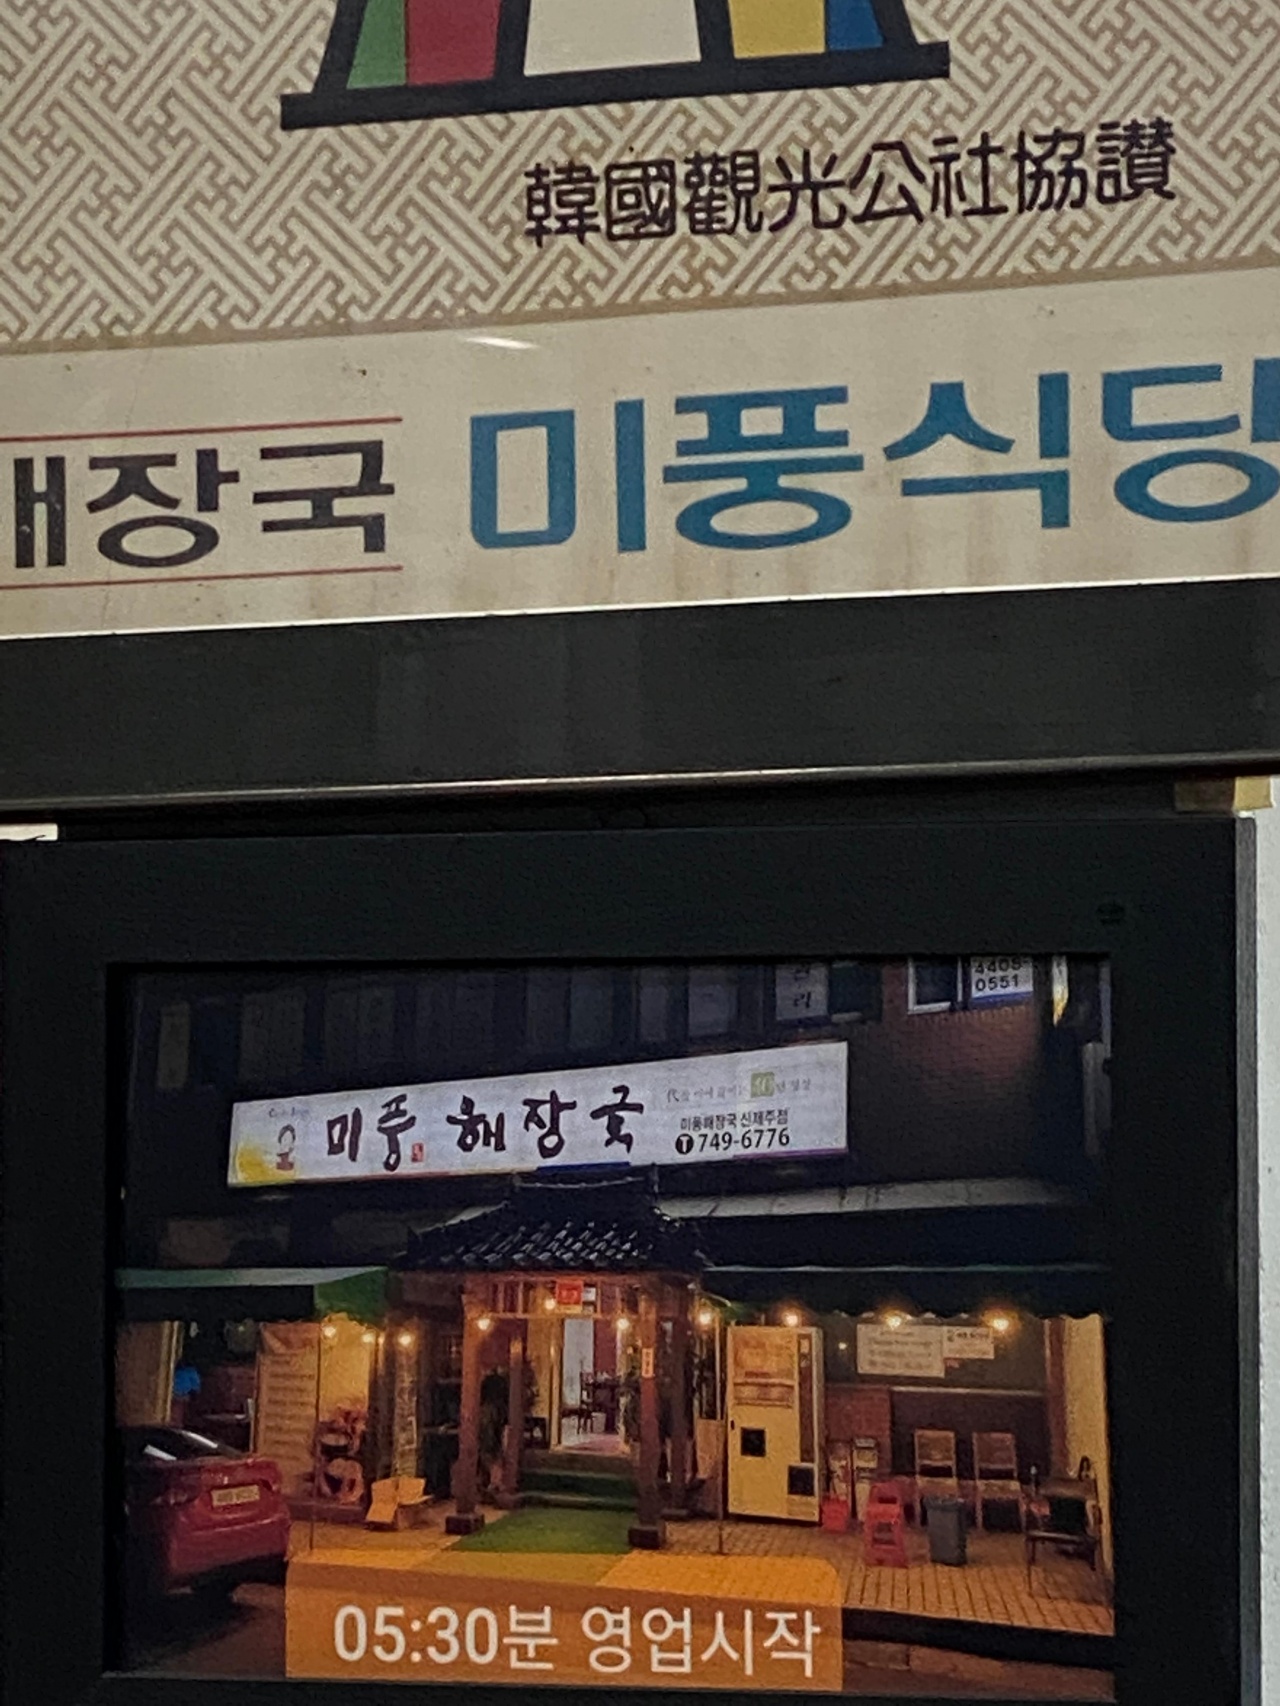 韓國觀光公社協讃
해장국 미풍식당
4408-
0551
미풍 해장국
미풍해장국 신제주점
749-6776
05:30분 영업시작